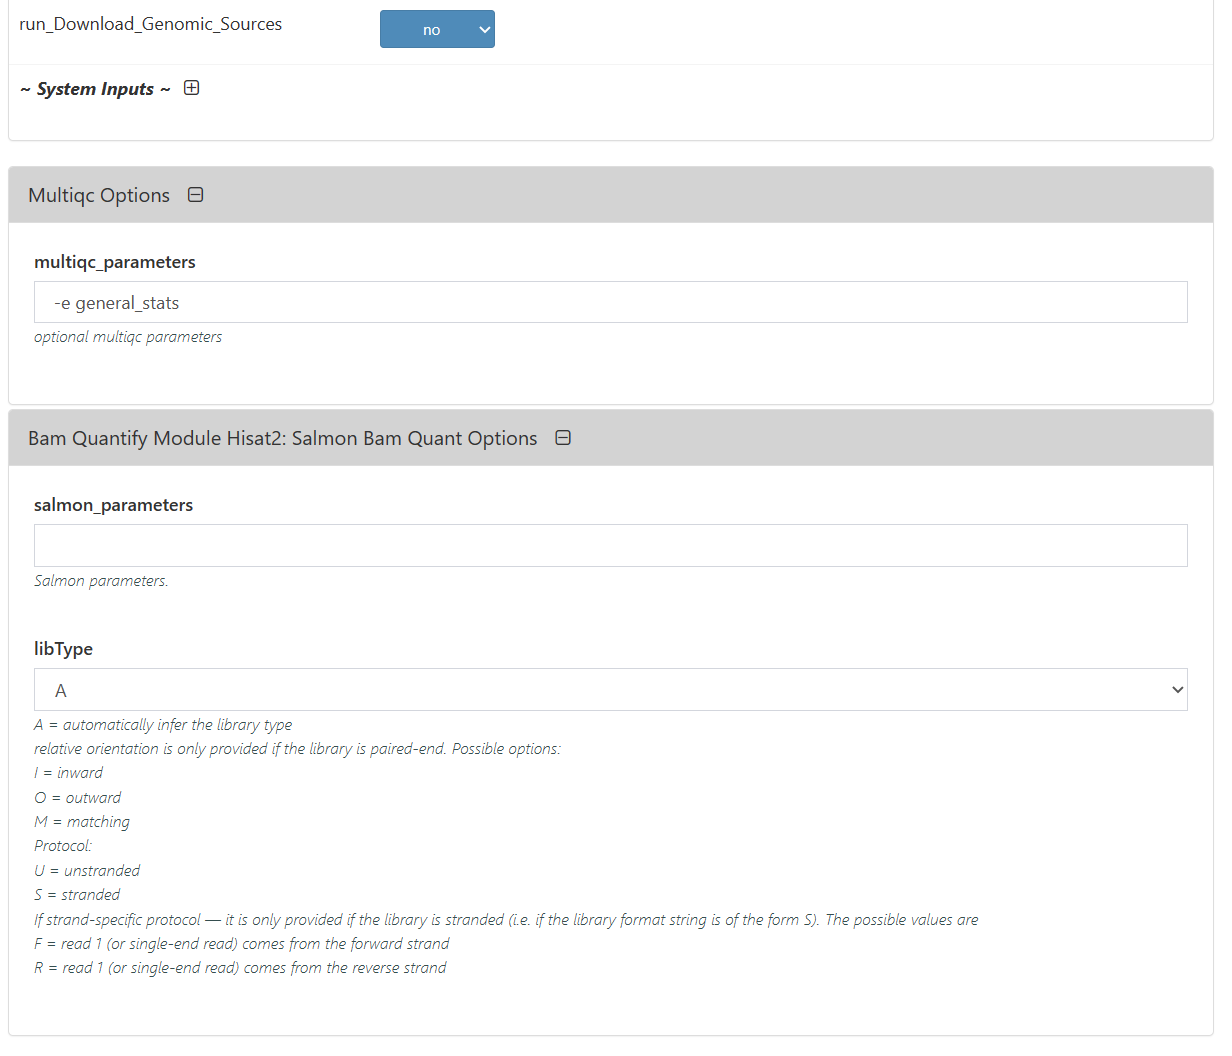 run_Download_Genomic_Sources
no
~ System Inputs ~
Multiqc Options
multiqc_parameters
-e general_stats
optional multiqc parameters
Bam Quantify Module Hisat2: Salmon Bam Quant Options
salmon_parameters
Salmon parameters.
libType
A
A = automatically infer the library type
relative orientation is only provided if the library is paired-end. Possible options:
I = inward
O = outward
M = matching
Protocol:
U = unstranded
S = stranded
If strand-specific protocol — it is only provided if the library is stranded (i.e. if the library format string is of the form S). The possible values are
F = read 1 (or single-end read) comes from the forward strand
R = read 1 (or single-end read) comes from the reverse strand